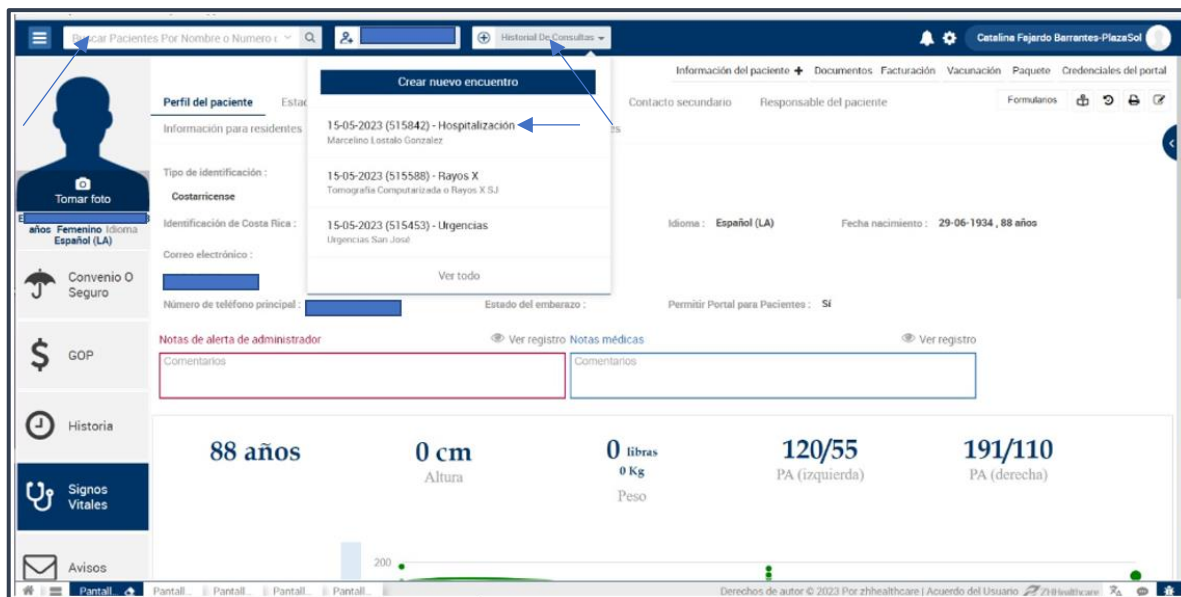 Buscar Pacientes Por Nombre o Numero
Historial De Consultas
Catalina Fajardo Barrantes-PlazaSol
Crear nuevo encuentro
Información del paciente + Documentos Facturación Vacunación Paquete Credenciales del portal
Perfil del paciente
Contacto secundario Responsable del paciente
Formularios
Información para residentes
15-05-2023 (515842) - Hospitalización
Marcelino Lostalo Gonzalez
Tipo de identificación :
Costarricense
15-05-2023 (515588) - Rayos X
Tomografía Computarizada o Rayos X SJ
Tomar foto
años Femenino Idioma
Español (LA)
Identificación de Costa Rica :
15-05-2023 (515453) - Urgencias
Urgencias San José
Idioma : Español (LA) Fecha nacimiento : 29-06-1934 , 88 años
Correo electrónico :
Ver todo
Convenio O
Seguro
Número de teléfono principal :
Estado del embarazo :
Permitir Portal para Pacientes : Sí
Notas de alerta de administrador
Ver registro
Notas médicas
Ver registro
Comentarios
Comentarios
GOP
Historia
88 años
0 cm
Altura
0 libras
0 Kg
Peso
120/55
PA (izquierda)
191/110
PA (derecha)
Signos
Vitales
200
Avisos
Pantall... Pantall... Pantall... Pantall... Pantall...
Derechos de autor © 2023 Por zhhealthcare | Acuerdo del Usuario ZH Healthcare